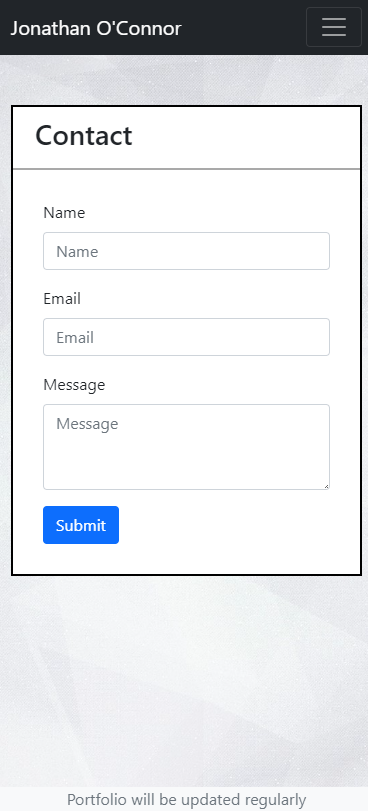 Jonathan O'Connor
Contact
Name
Name
Email
Email
Message
Message
Submit
Portfolio will be updated regularly